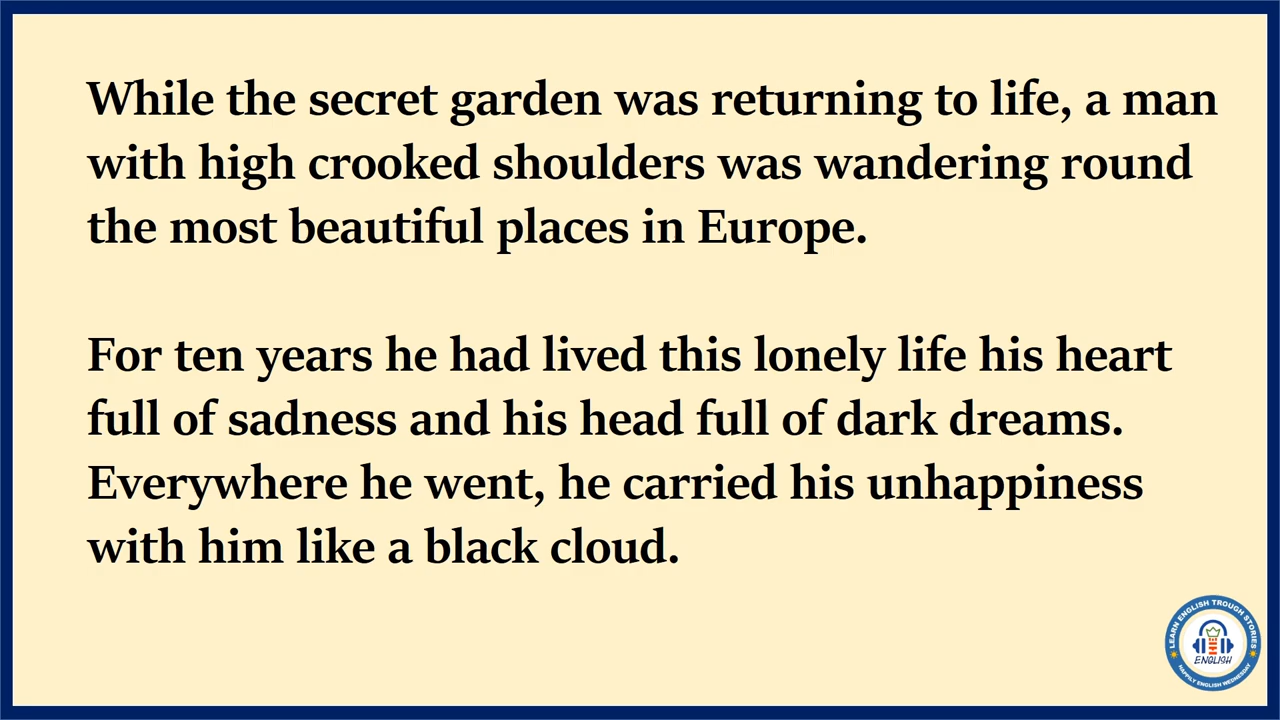 While the secret garden was returning to life, a man
with high crooked shoulders was wandering round
the most beautiful places in Europe.
For ten years he had lived this lonely life his heart
full of sadness and his head full of dark dreams.
Everywhere he went, he carried his unhappiness
with him like a black cloud.
LEARN ENGLISH TROUGH STORIES
ENGLISH
HAPPILY ENGLISH WEDNESDAY